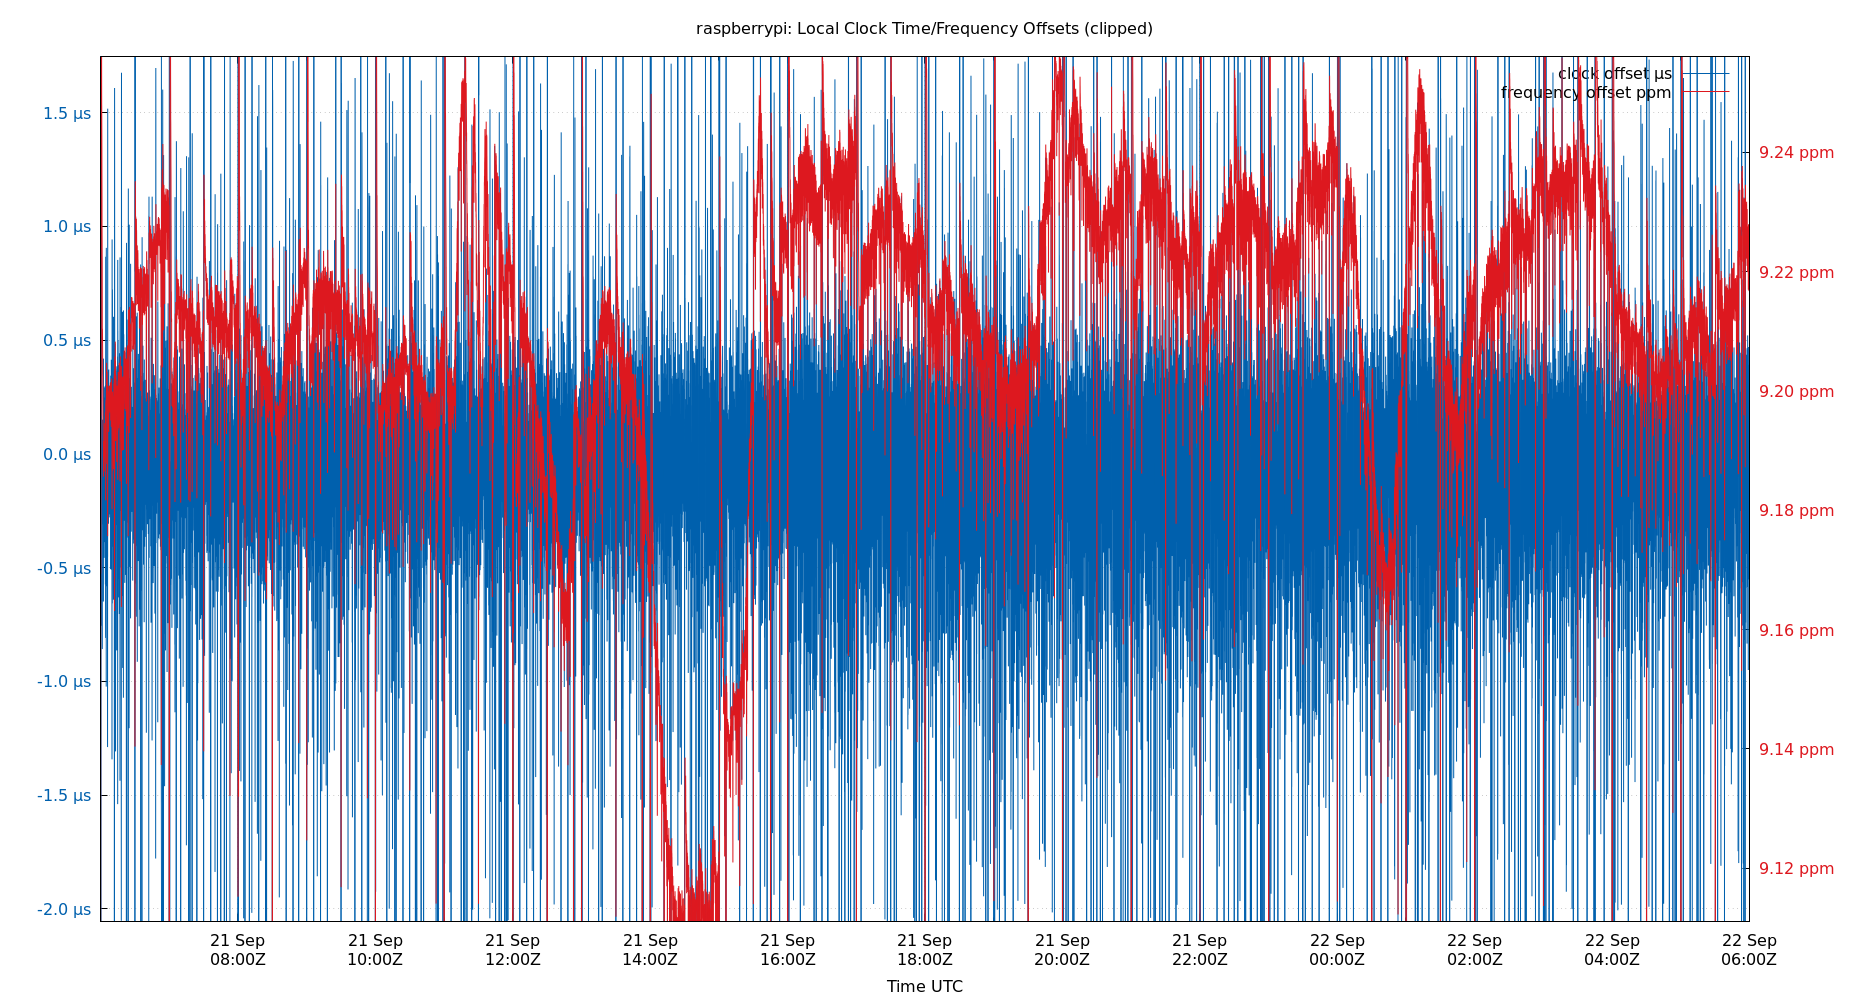 raspberrypi: Local Clock Time/Frequency Offsets (clipped)
clock offset µs
frequency offset ppm
1.5 µs
1.0 µs
0.5 µs
0.0 µs
-0.5 µs
-1.0 µs
-1.5 µs
-2.0 µs
9.24 ppm
9.22 ppm
9.20 ppm
9.18 ppm
9.16 ppm
9.14 ppm
9.12 ppm
21 Sep 21 Sep 21 Sep 21 Sep 21 Sep 21 Sep 21 Sep 21 Sep 22 Sep 22 Sep 22 Sep 22 Sep
08:00Z 10:00Z 12:00Z 14:00Z 16:00Z 18:00Z 20:00Z 22:00Z 00:00Z 02:00Z 04:00Z 06:00Z
Time UTC